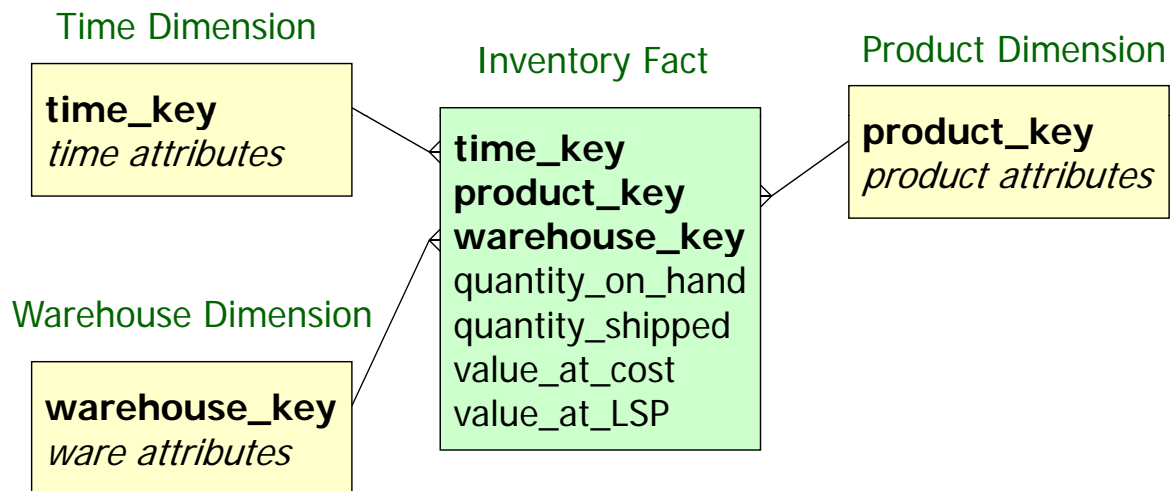 Time Dimension
time_key
time attributes
Inventory Fact
time_key
product_key
warehouse_key
quantity_on_hand
quantity_shipped
value_at_cost
value_at_LSP
Product Dimension
product_key
product attributes
Warehouse Dimension
warehouse_key
ware attributes